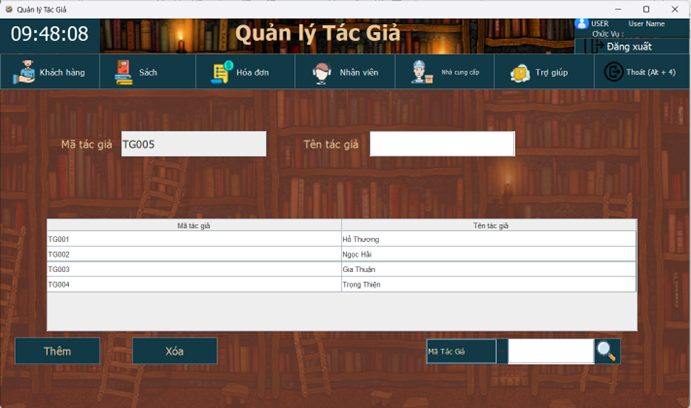 Quản lý Tác Giả
09:48:08
Quản lý Tác Giả
USER User Name
Chức Vụ :
Đăng xuất
Khách hàng
Sách
Hóa đơn
Nhân viên
Nhà cung cấp
Trợ giúp
Thoát (Alt + 4)
Mã tác giả TG005 Tên tác giả
Mã tác giả Tên tác giả
TG001 Hồ Thương
TG002 Ngọc Hải
TG003 Gia Thuận
TG004 Trọng Thiện
Thêm Xóa Mã Tác Giả